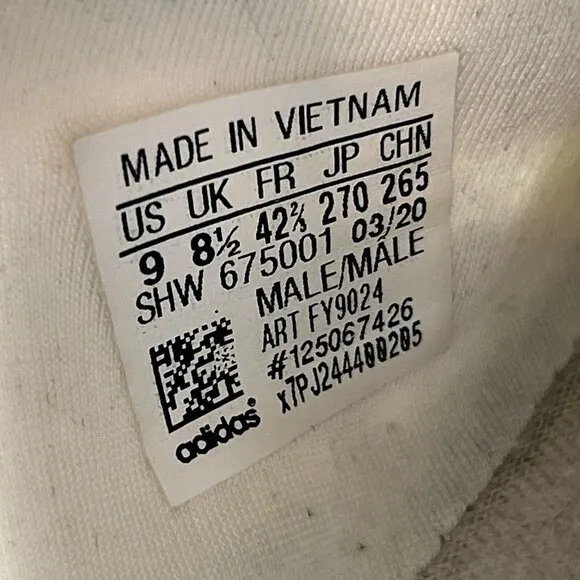 MADE IN VIETNAM
US UK FR JP CHN
9 8½ 42⅔ 270 265
SHW 675001 03/20
MALE/MÂLE
ART FY9024
#125067426
x7PJ244400205
adidas®